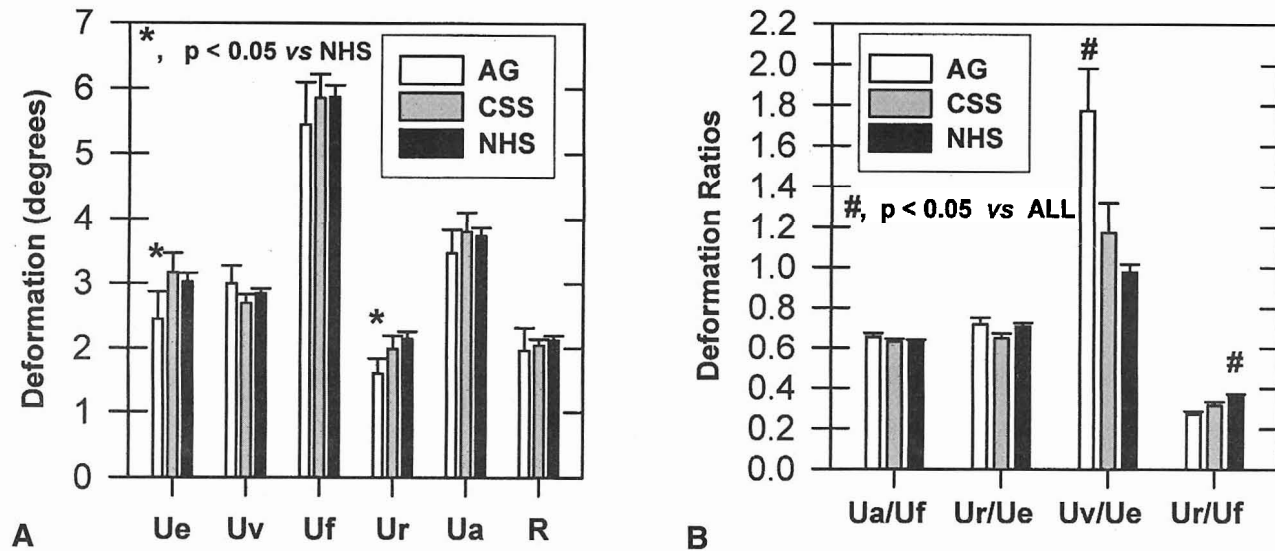 *, p < 0.05 vs NHS
AG
CSS
NHS
Deformation (degrees)
7
6
5
4
3
2
1
0
*
*
Ue Uv Uf Ur Ua R
A
2.2
2.0
1.8
1.6
1.4
1.2
1.0
0.8
0.6
0.4
0.2
0.0
Deformation Ratios
AG
CSS
NHS
#
#, p < 0.05 vs ALL
#
Ua/Uf Ur/Ue Uv/Ue Ur/Uf
B